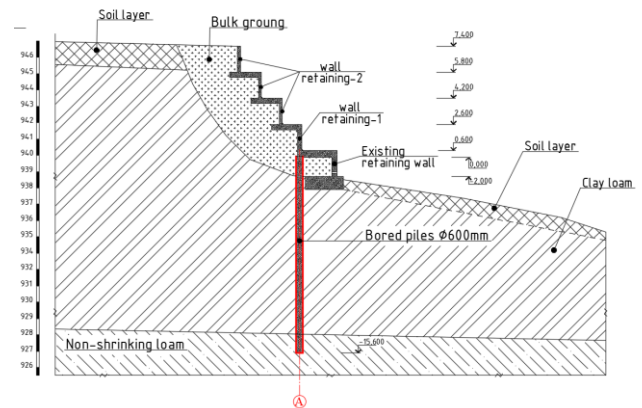 Soil layer
Bulk groung
7.400
wall
retaining-2
5.800
4.200
wall
retaining-1
2.600
Existing
retaining wall
0.600
0,000
-2,000
Soil layer
Clay loam
Bored piles Ø600mm
Non-shrinking loam
-15,600
A
946
945
944
943
942
941
940
939
938
937
936
935
934
933
932
931
930
929
928
927
926